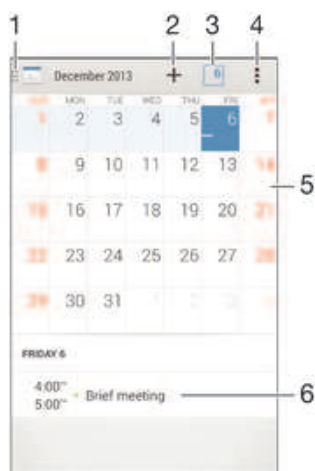 1 2 3 4
December 2013 6
MON TUE WED THU FRI
1 2 3 4 5 6 7
8 9 10 11 12 13 14
5
15 16 17 18 19 20 21
22 23 24 25 26 27 28
29 30 31
FRIDAY 6
4:00
Brief meeting 6
5:00